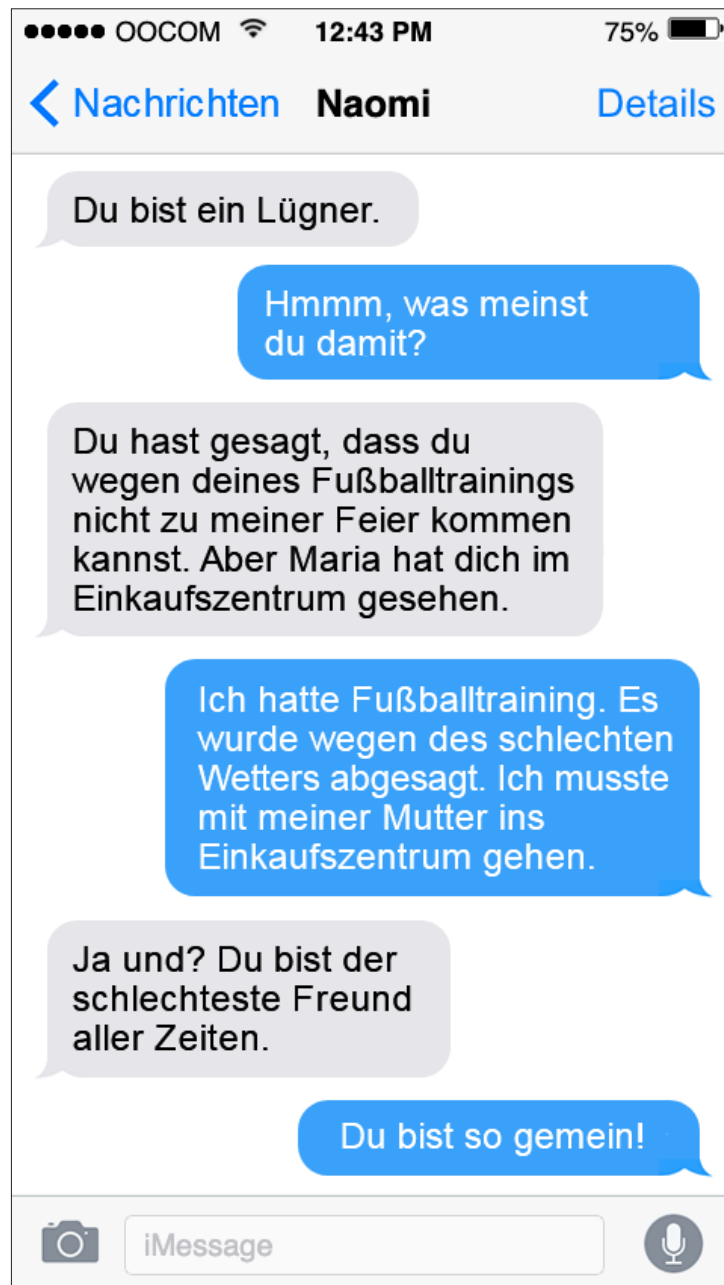 OOCOM 12:43 PM 75%
Nachrichten Naomi Details
Du bist ein Lügner.
Hmmm, was meinst
du damit?
Du hast gesagt, dass du
wegen deines Fußballtrainings
nicht zu meiner Feier kommen
kannst. Aber Maria hat dich im
Einkaufszentrum gesehen.
Ich hatte Fußballtraining. Es
wurde wegen des schlechten
Wetters abgesagt. Ich musste
mit meiner Mutter ins
Einkaufszentrum gehen.
Ja und? Du bist der
schlechteste Freund
aller Zeiten.
Du bist so gemein!
iMessage